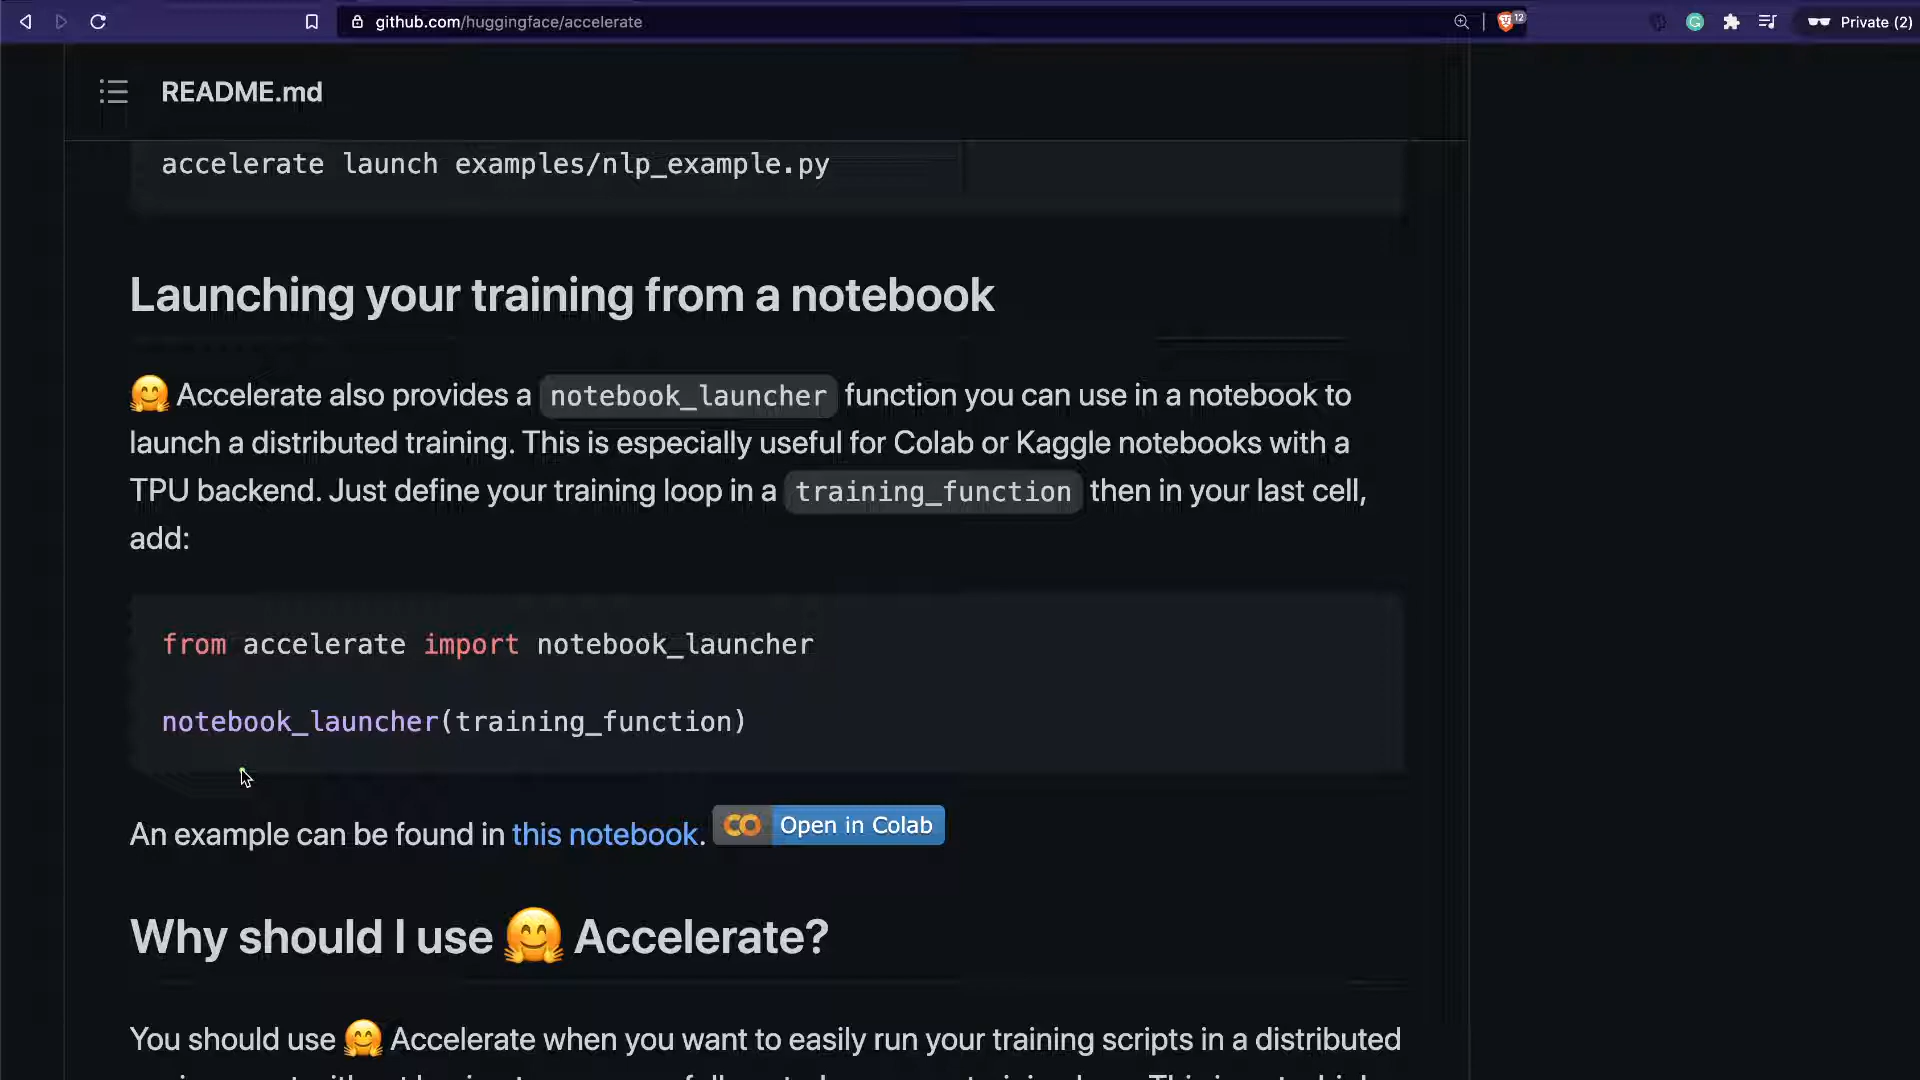 github.com/huggingface/accelerate
12
Private (2)
README.md
accelerate launch examples/nlp_example.py
Launching your training from a notebook
🤗 Accelerate also provides a notebook_launcher function you can use in a notebook to
launch a distributed training. This is especially useful for Colab or Kaggle notebooks with a
TPU backend. Just define your training loop in a training_function then in your last cell,
add:
from accelerate import notebook_launcher
notebook_launcher(training_function)
An example can be found in this notebook. Open in Colab
Why should I use 🤗 Accelerate?
You should use 🤗 Accelerate when you want to easily run your training scripts in a distributed